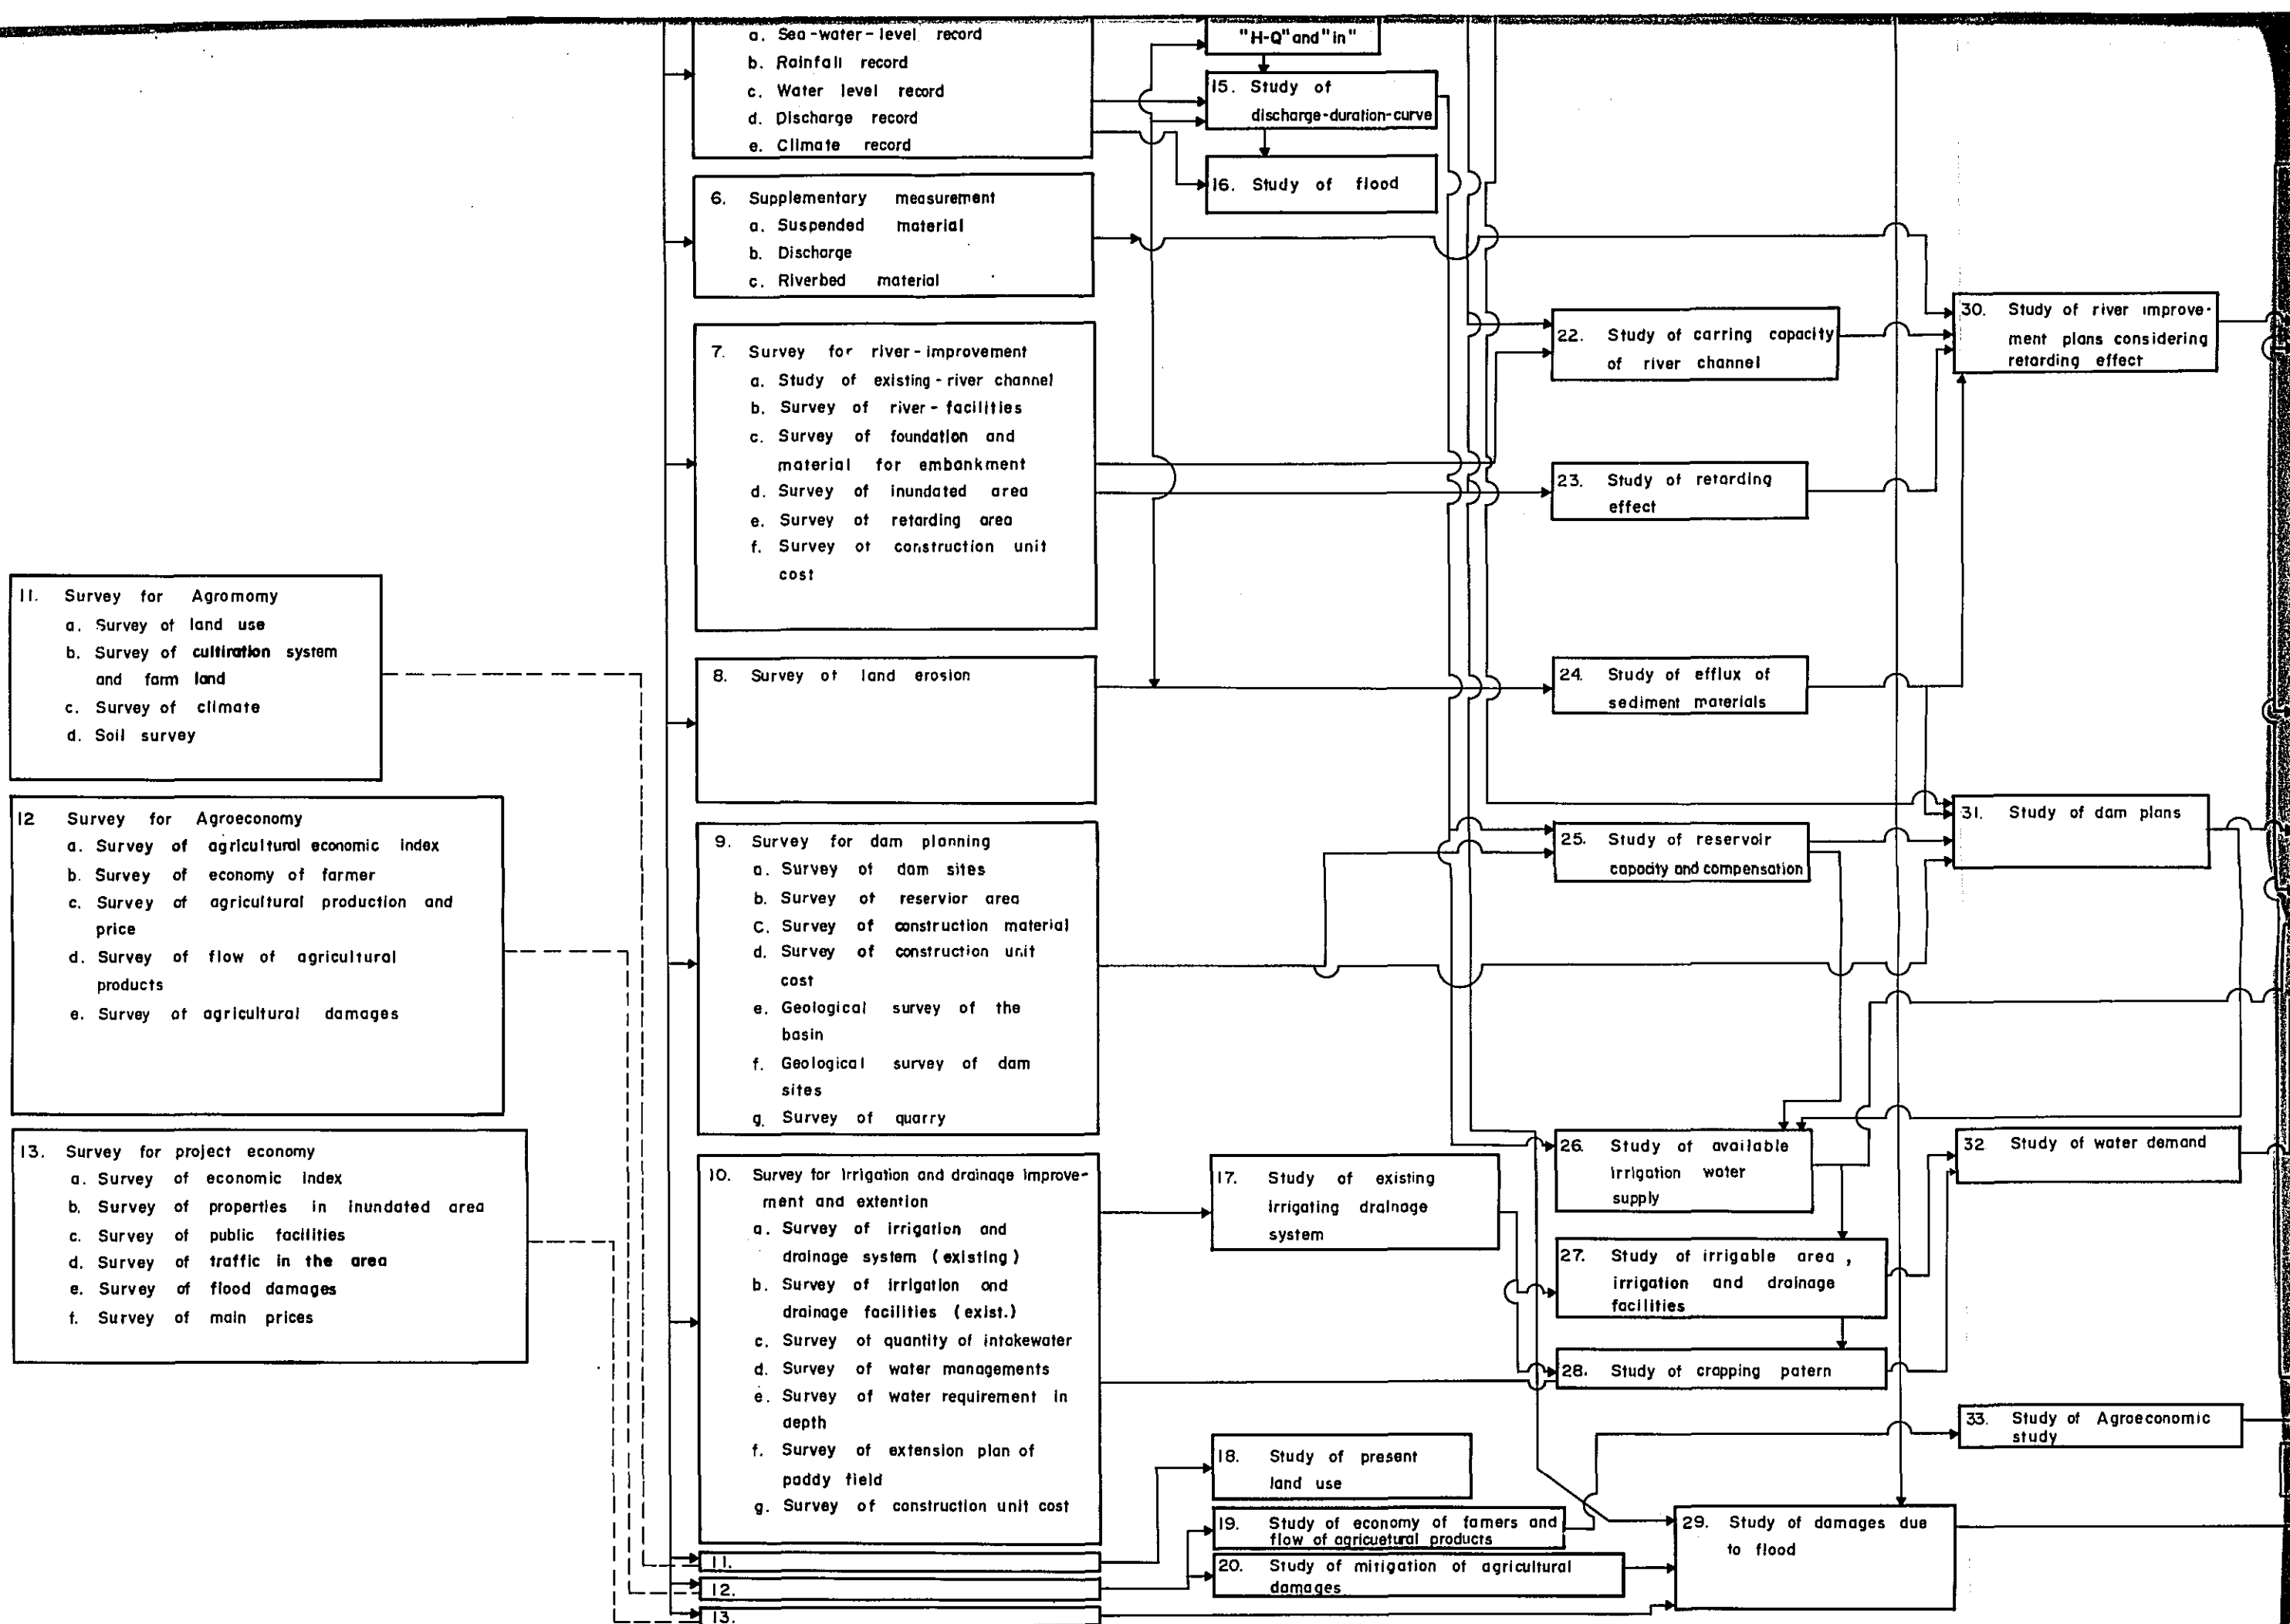 a. Sea-water-level record
b. Rainfall record
c. Water level record
d. Discharge record
e. Climate record
6. Supplementary measurement
a. Suspended material
b. Discharge
c. Riverbed material
7. Survey for river-improvement
a. Study of existing-river channel
b. Survey of river-facilities
c. Survey of foundation and
material for embankment
d. Survey of inundated area
e. Survey of retarding area
f. Survey of construction unit
cost
8. Survey of land erosion
9. Survey for dam planning
a. Survey of dam sites
b. Survey of reservior area
C. Survey of construction material
d. Survey of construction unit
cost
e. Geological survey of the
basin
f. Geological survey of dam
sites
g. Survey of quarry
10. Survey for irrigation and drainage improve-
ment and extention
a. Survey of irrigation and
drainage system (existing)
b. Survey of irrigation and
drainage facilities (exist.)
c. Survey of quantity of intakewater
d. Survey of water managements
e. Survey of water requirement in
depth
f. Survey of extension plan of
paddy field
g. Survey of construction unit cost
11.
12.
13.
11. Survey for Agromomy
a. Survey of land use
b. Survey of cultiration system
and farm land
c. Survey of climate
d. Soil survey
12 Survey for Agroeconomy
a. Survey of agricultural economic index
b. Survey of economy of farmer
c. Survey of agricultural production and
price
d. Survey of flow of agricultural
products
e. Survey of agricultural damages
13. Survey for project economy
a. Survey of economic index
b. Survey of properties in inundated area
c. Survey of public facilities
d. Survey of traffic in the area
e. Survey of flood damages
f. Survey of main prices
"H-Q" and "in"
15. Study of
discharge-duration-curve
16. Study of flood
17. Study of existing
irrigating drainage
system
18. Study of present
land use
19. Study of economy of famers and
flow of agricuetural products
20. Study of mitigation of agricultural
damages
22. Study of carring capacity
of river channel
23. Study of retarding
effect
24. Study of efflux of
sediment materials
25. Study of reservoir
capacity and compensation
26. Study of available
irrigation water
supply
27. Study of irrigable area,
irrigation and drainage
facilities
28. Study of cropping patern
29. Study of damages due
to flood
30. Study of river improve-
ment plans considering
retarding effect
31. Study of dam plans
32 Study of water demand
33. Study of Agroeconomic
study